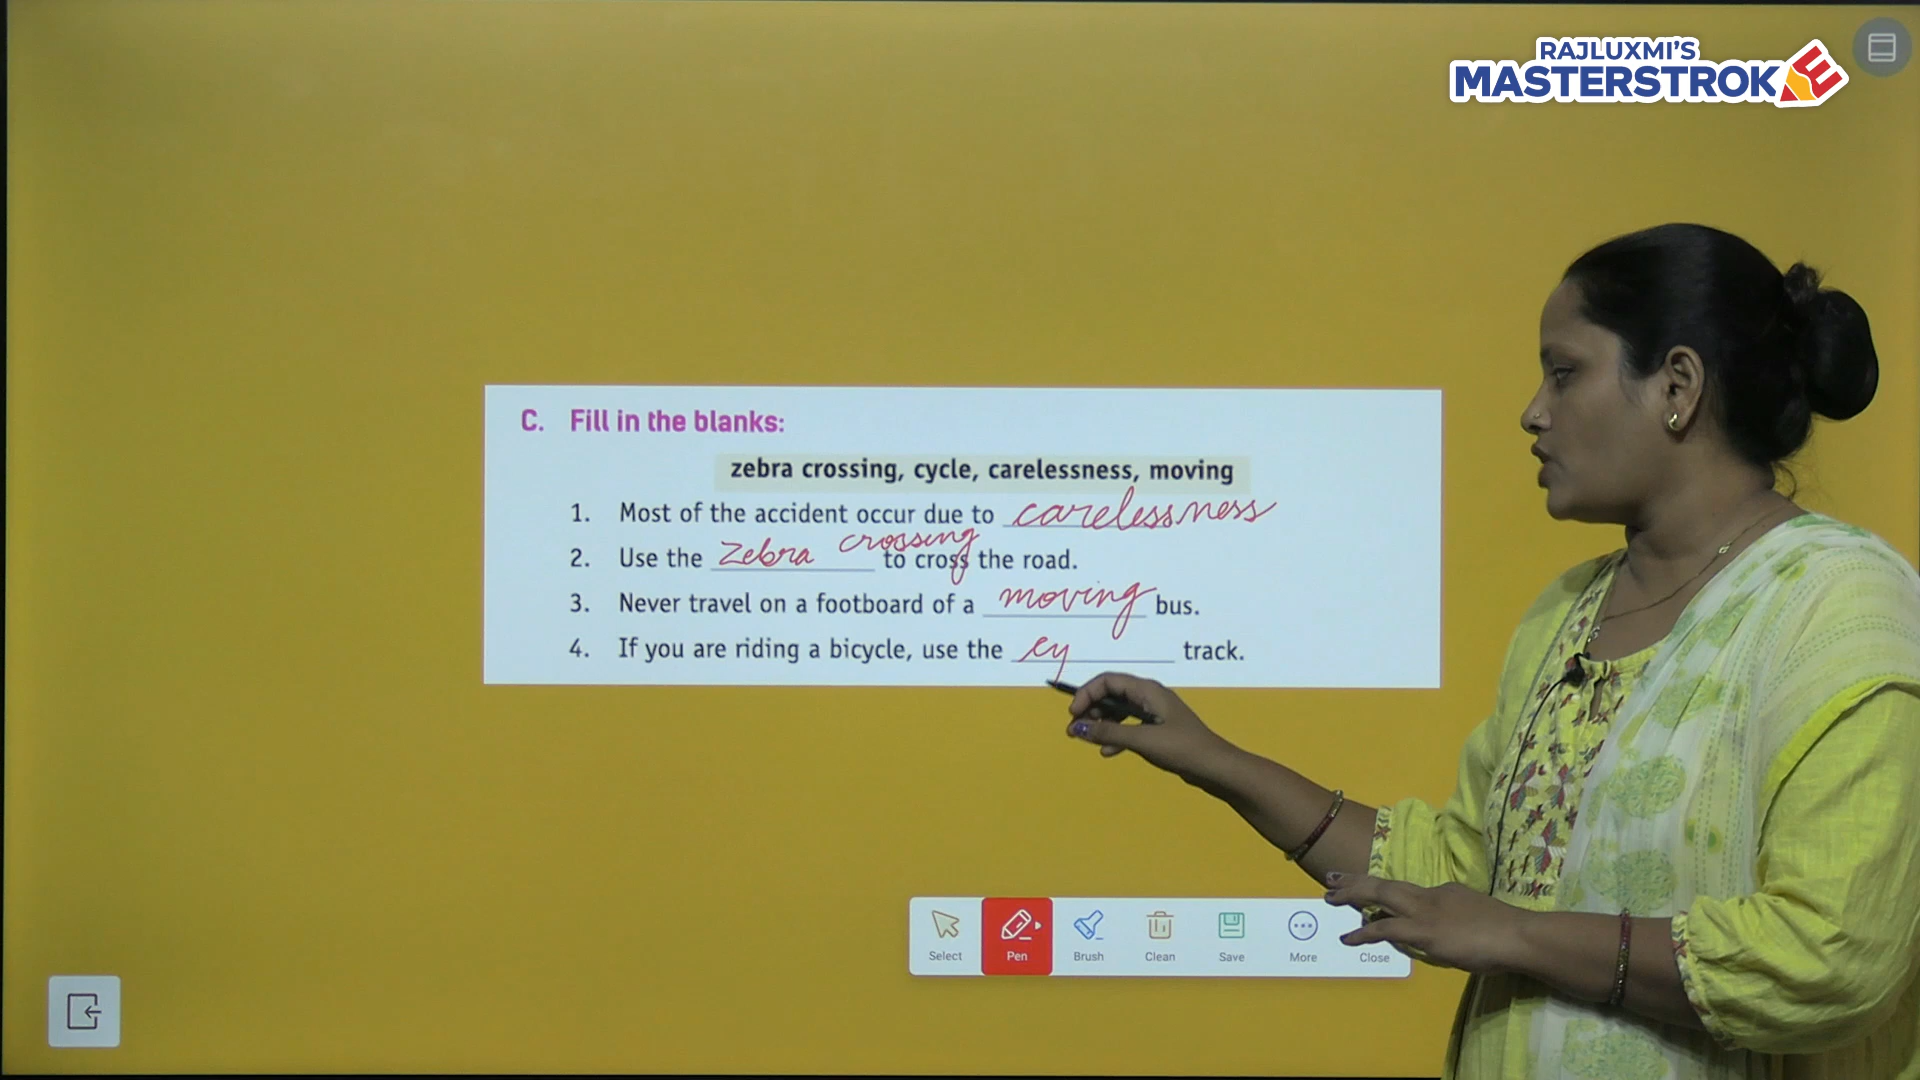 RAJLUXMI'S
MASTERSTROKE
C. Fill in the blanks:
zebra crossing, cycle, carelessness, moving
1. Most of the accident occur due to carelessness
2. Use the zebra crossing to cross the road.
3. Never travel on a footboard of a moving bus.
4. If you are riding a bicycle, use the cy track.
Select Pen Brush Clean Save More Close